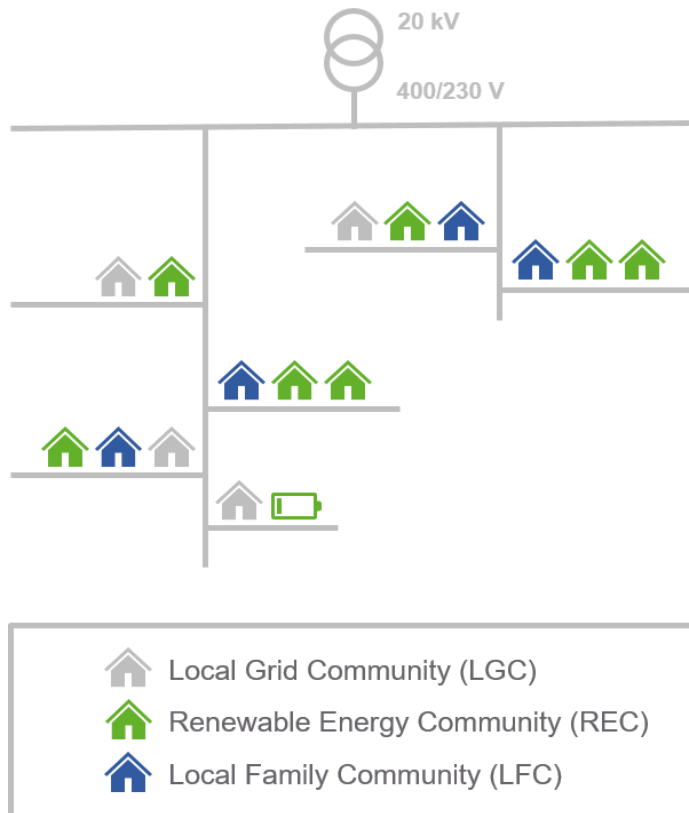 20 kV
400/230 V
Local Grid Community (LGC)
Renewable Energy Community (REC)
Local Family Community (LFC)